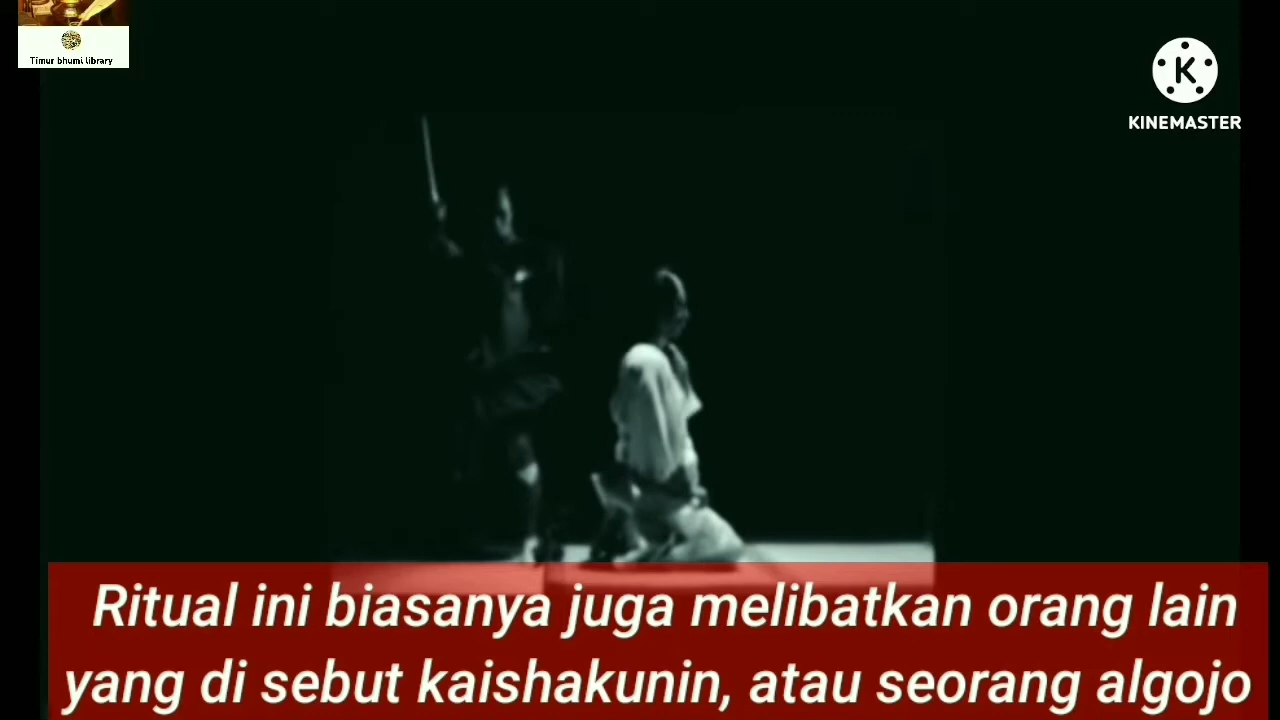 Timur bhumi library
K
KINEMASTER
Ritual ini biasanya juga melibatkan orang lain
yang di sebut kaishakunin, atau seorang algojo